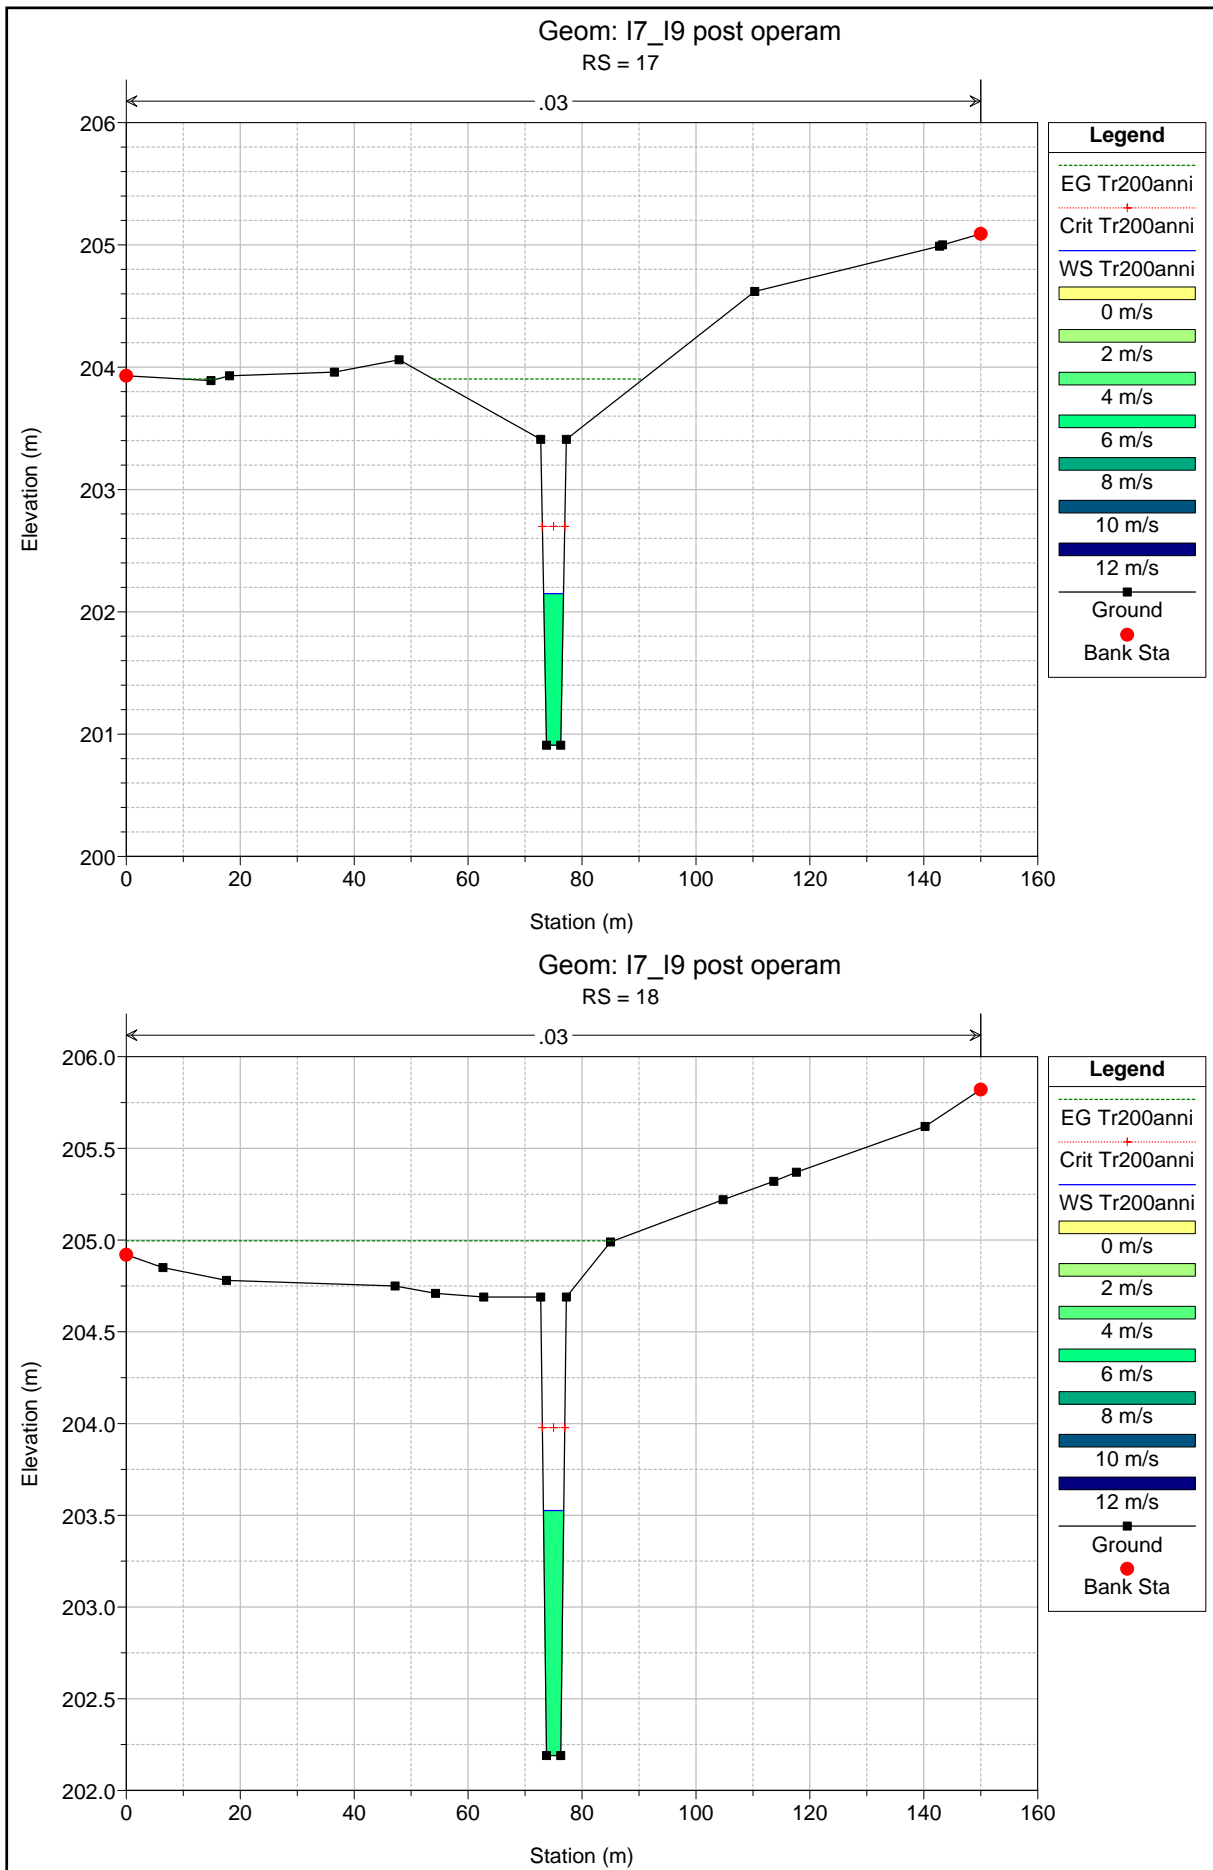 Geom: I7_I9 post operam
RS = 17
.03
206
205
204
203
202
201
200
Elevation (m)
0 20 40 60 80 100 120 140 160
Station (m)
Legend
EG Tr200anni
Crit Tr200anni
WS Tr200anni
0 m/s
2 m/s
4 m/s
6 m/s
8 m/s
10 m/s
12 m/s
Ground
Bank Sta
Geom: I7_I9 post operam
RS = 18
.03
206.0
205.5
205.0
204.5
204.0
203.5
203.0
202.5
202.0
Elevation (m)
0 20 40 60 80 100 120 140 160
Station (m)
Legend
EG Tr200anni
Crit Tr200anni
WS Tr200anni
0 m/s
2 m/s
4 m/s
6 m/s
8 m/s
10 m/s
12 m/s
Ground
Bank Sta